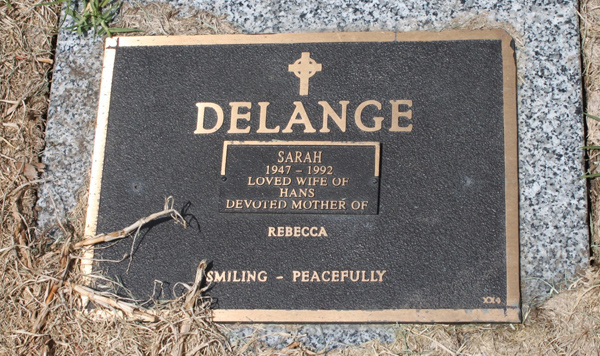 DELANGE
SARAH
1947 – 1992
LOVED WIFE OF
HANS
DEVOTED MOTHER OF
REBECCA
SMILING – PEACEFULLY